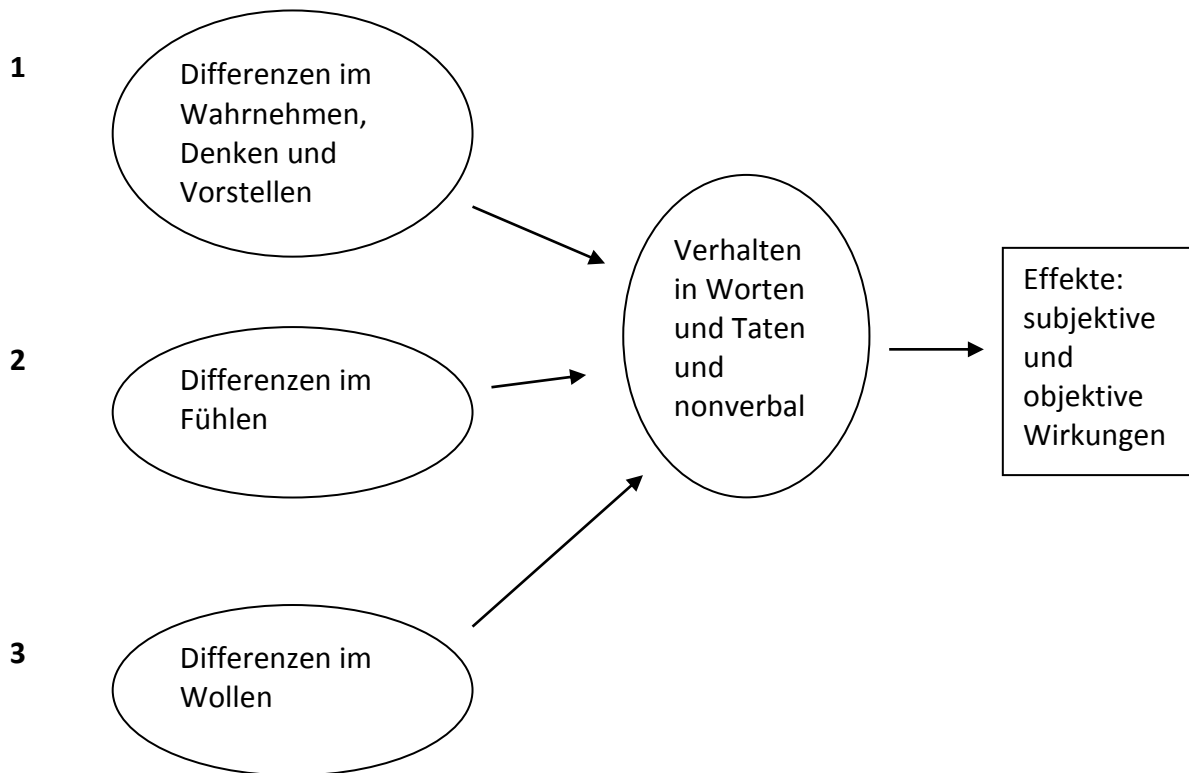 1
Differenzen im
Wahrnehmen,
Denken und
Vorstellen
2
Differenzen im
Fühlen
3
Differenzen im
Wollen
Verhalten
in Worten
und Taten
und
nonverbal
Effekte:
subjektive
und
objektive
Wirkungen